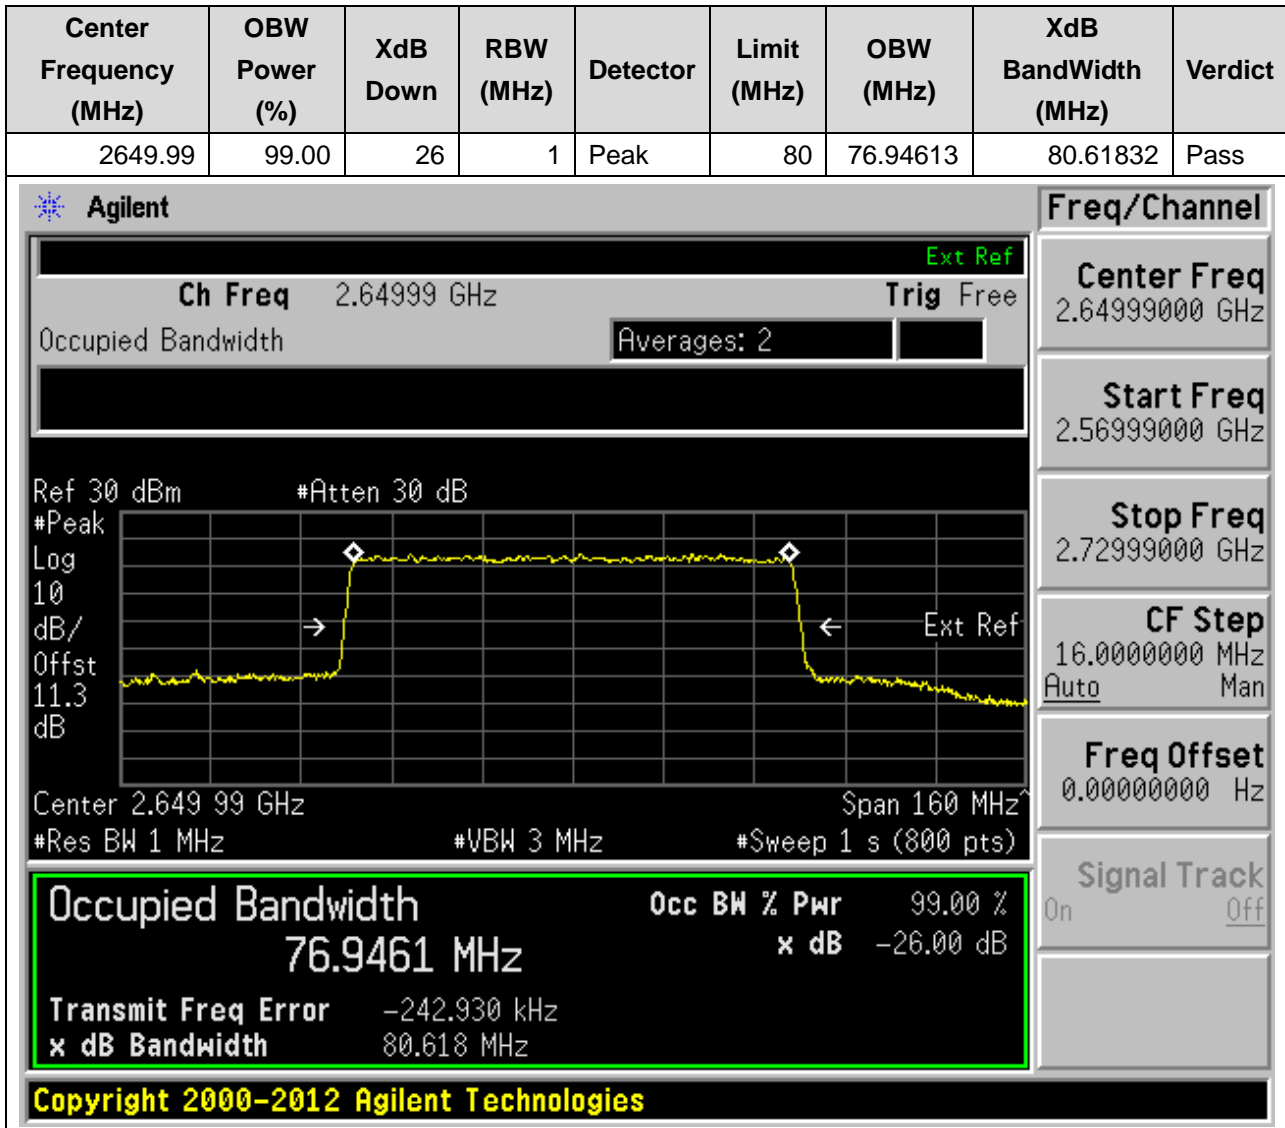 Center Frequency (MHz) OBW Power (%) XdB Down RBW (MHz) Detector Limit (MHz) OBW (MHz) XdB BandWidth (MHz) Verdict
2649.99 99.00 26 1 Peak 80 76.94613 80.61832 Pass
Agilent
Freq/Channel
Ext Ref
Ch Freq 2.64999 GHz Trig Free
Occupied Bandwidth Averages: 2
Ref 30 dBm #Atten 30 dB
#Peak
Log
10
dB/
Offst
11.3
dB
Ext Ref
Center 2.649 99 GHz Span 160 MHz^
#Res BW 1 MHz #VBW 3 MHz #Sweep 1 s (800 pts)
Occupied Bandwidth
76.9461 MHz
Occ BW % Pwr 99.00 %
x dB -26.00 dB
Transmit Freq Error -242.930 kHz
x dB Bandwidth 80.618 MHz
Center Freq
2.64999000 GHz
Start Freq
2.56999000 GHz
Stop Freq
2.72999000 GHz
CF Step
16.0000000 MHz
Auto Man
Freq Offset
0.00000000 Hz
Signal Track
On Off
Copyright 2000-2012 Agilent Technologies